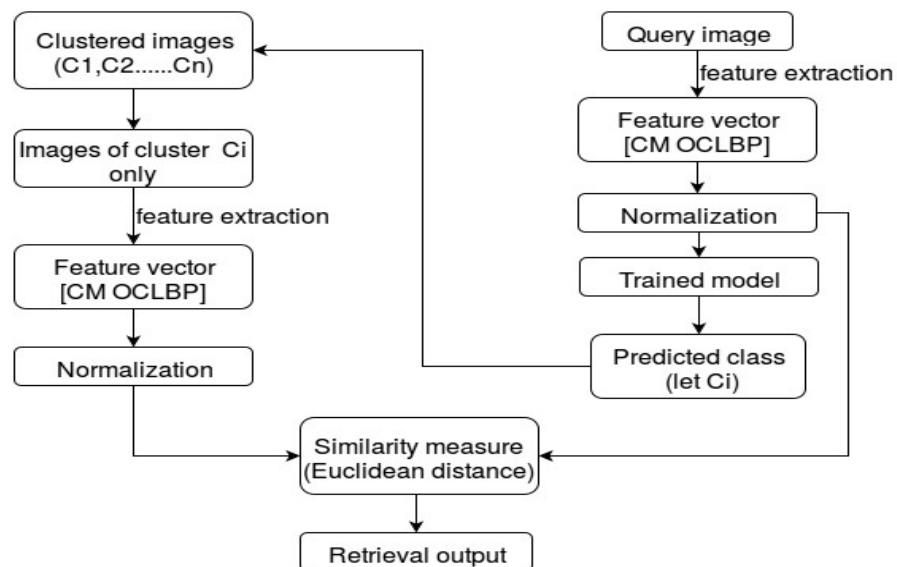 Clustered images
(C1,C2......Cn)
Images of cluster Ci
only
feature extraction
Feature vector
[CM OCLBP]
Normalization
Query image
feature extraction
Feature vector
[CM OCLBP]
Normalization
Trained model
Predicted class
(let Ci)
Similarity measure
(Euclidean distance)
Retrieval output